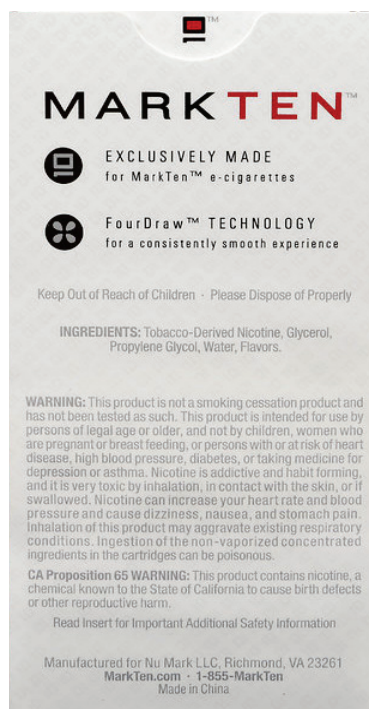 MARKTEN™
EXCLUSIVELY MADE
for MarkTen™ e-cigarettes
FourDraw™ TECHNOLOGY
for a consistently smooth experience
Keep Out of Reach of Children · Please Dispose of Properly
INGREDIENTS: Tobacco-Derived Nicotine, Glycerol,
Propylene Glycol, Water, Flavors.
WARNING: This product is not a smoking cessation product and
has not been tested as such. This product is intended for use by
persons of legal age or older, and not by children, women who
are pregnant or breast feeding, or persons with or at risk of heart
disease, high blood pressure, diabetes, or taking medicine for
depression or asthma. Nicotine is addictive and habit forming,
and it is very toxic by inhalation, in contact with the skin, or if
swallowed. Nicotine can increase your heart rate and blood
pressure and cause dizziness, nausea, and stomach pain.
Inhalation of this product may aggravate existing respiratory
conditions. Ingestion of the non-vaporized concentrated
ingredients in the cartridges can be poisonous.
CA Proposition 65 WARNING: This product contains nicotine, a
chemical known to the State of California to cause birth defects
or other reproductive harm.
Read Insert for Important Additional Safety Information
Manufactured for Nu Mark LLC, Richmond, VA 23261
MarkTen.com · 1-855-MarkTen
Made in China